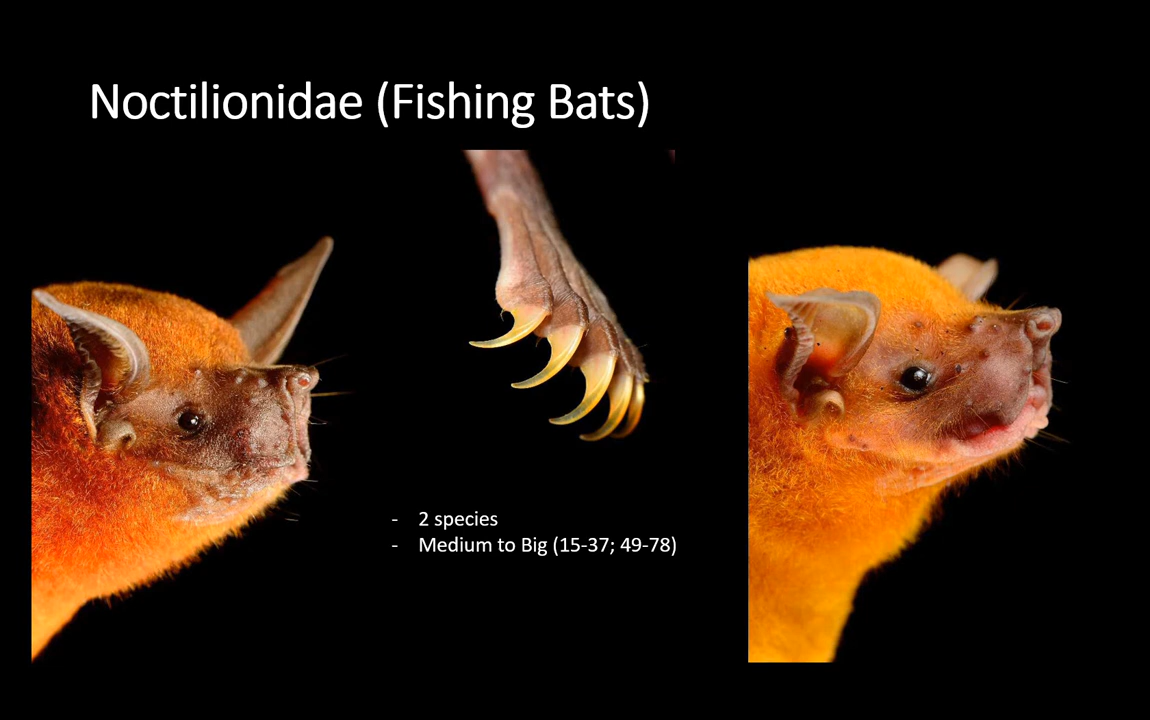 Noctilionidae (Fishing Bats)
- 2 species
- Medium to Big (15-37; 49-78)